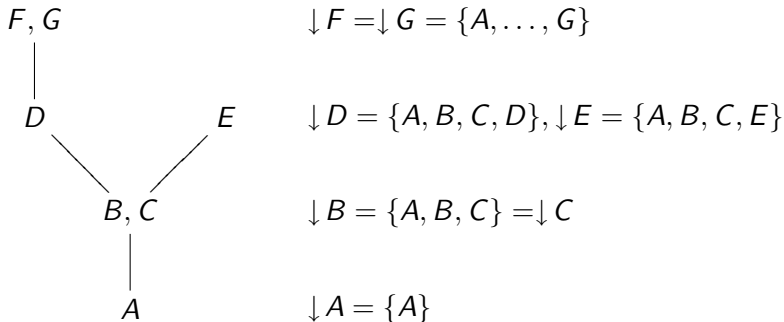 F, G ↓F =↓G = {A, . . . , G}
D E ↓D = {A, B, C, D}, ↓E = {A, B, C, E}
B, C ↓B = {A, B, C} =↓C
A ↓A = {A}